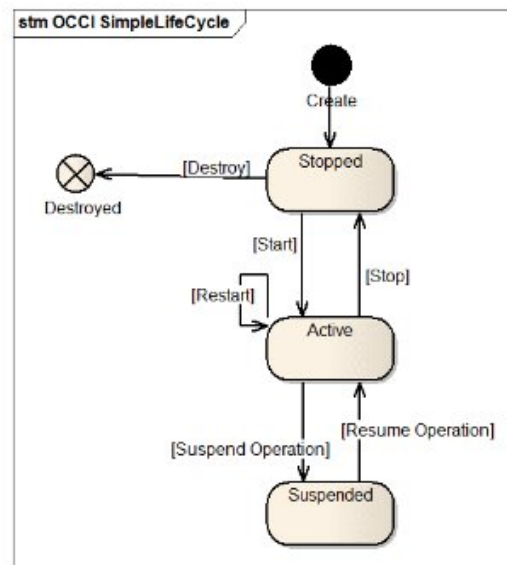 stm OCCI SimpleLifeCycle
Create
Stopped
[Destroy]
Destroyed
[Start]
[Stop]
[Restart]
Active
[Resume Operation]
[Suspend Operation]
Suspended